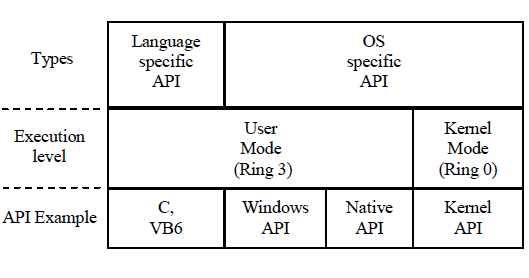 Types
Language
specific
API
OS
specific
API
Execution
level
User
Mode
(Ring 3)
Kernel
Mode
(Ring 0)
API Example
C,
VB6
Windows
API
Native
API
Kernel
API